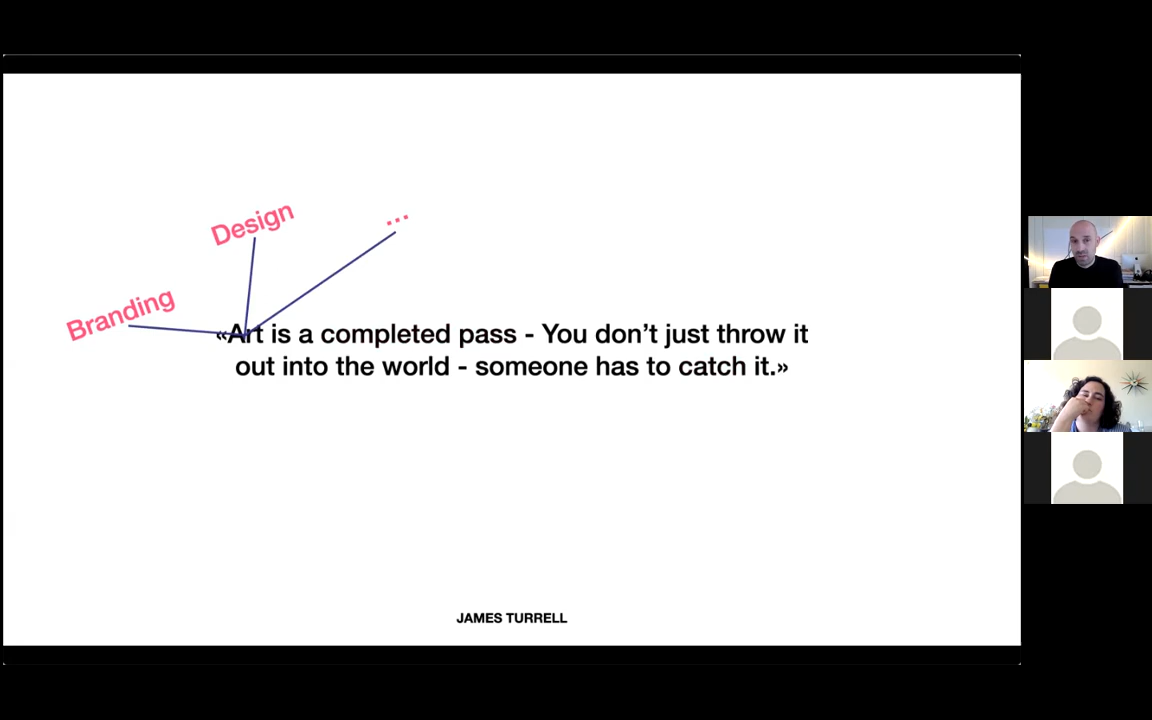 Design
...
Branding
«Art is a completed pass - You don’t just throw it
out into the world - someone has to catch it.»
JAMES TURRELL